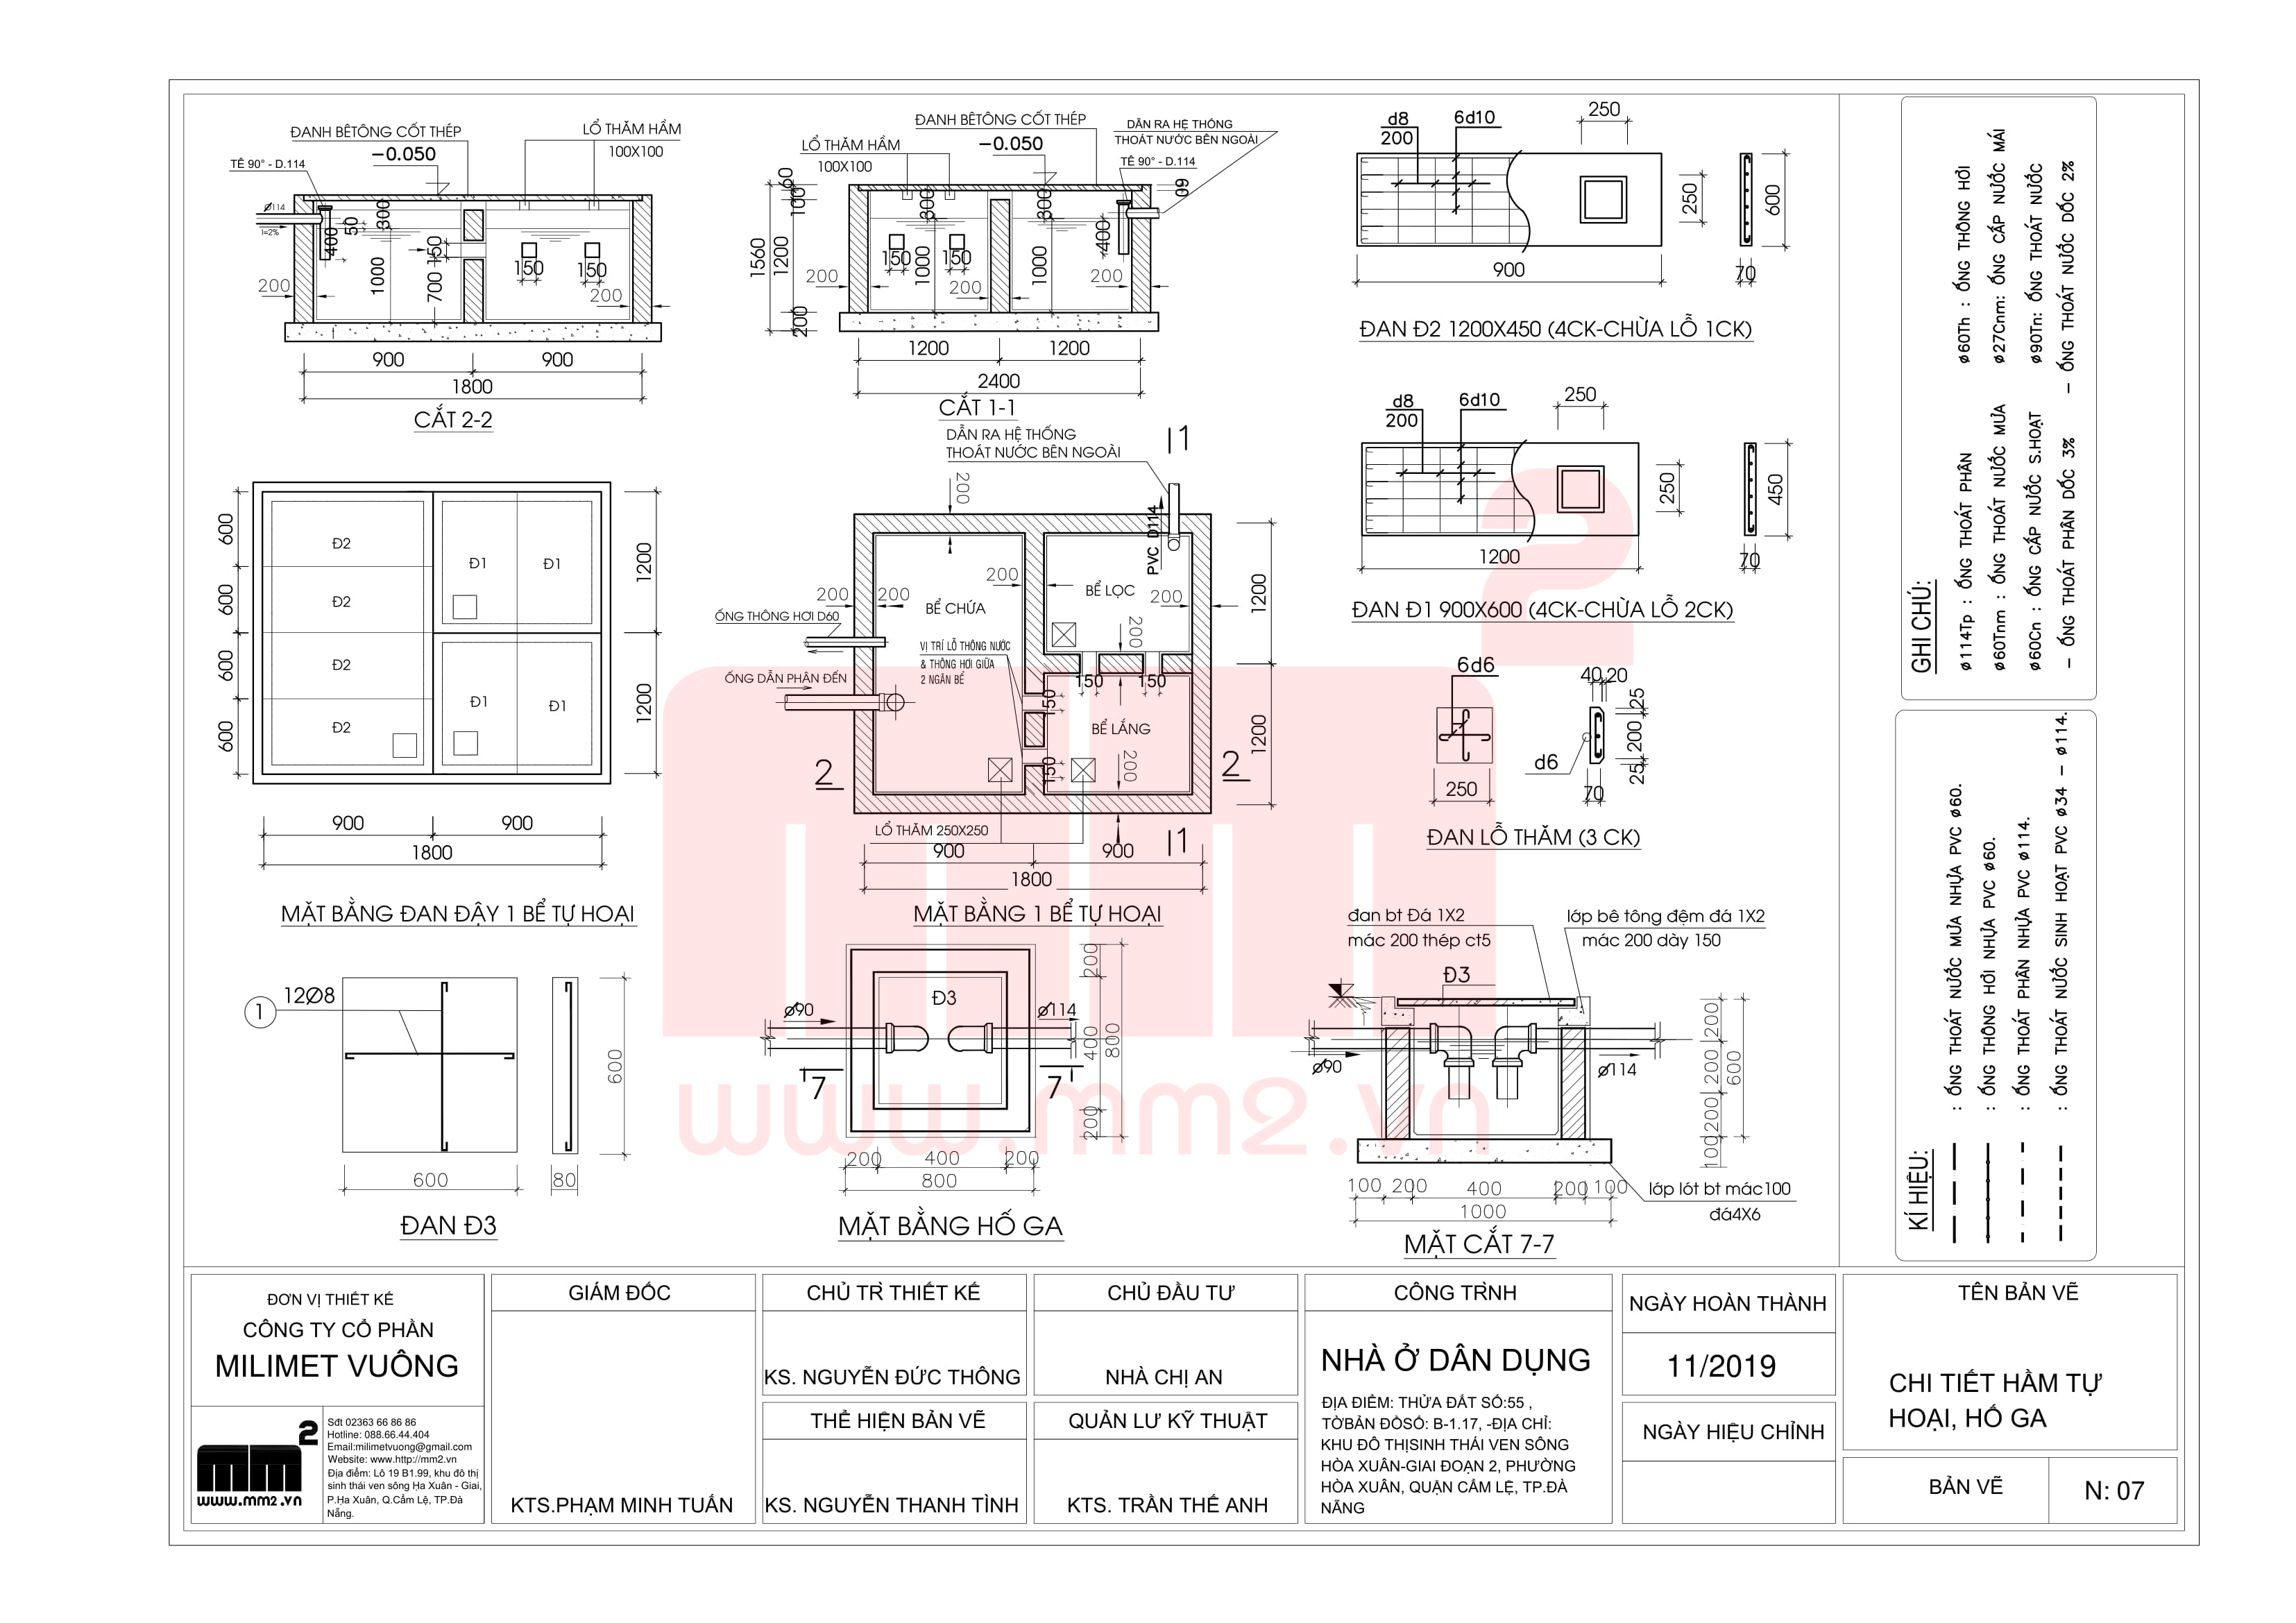 ĐANH BÊTÔNG CỐT THÉP
LỔ THĂM HẦM
100X100
−0.050
TÊ 90° - D.114
Ø114
i=2%
400
50
300
1000
150
700
150
150
200
200
900
900
1800
CẮT 2-2
ĐANH BÊTÔNG CỐT THÉP
DẪN RA HỆ THỐNG
THOÁT NƯỚC BÊN NGOÀI
LỔ THĂM HẦM
100X100
−0.050
TÊ 90° - D.114
60
100
1560
1200
200
60
300
300
400
150
150
1000
1000
200
200
200
1200
1200
2400
CẮT 1-1
d8
200
6d10
250
250
600
900
70
ĐAN Đ2 1200X450 (4CK-CHỪA LỖ 1CK)
d8
200
6d10
250
250
450
1200
70
ĐAN Đ1 900X600 (4CK-CHỪA LỖ 2CK)
600
600
600
600
Đ2
Đ2
Đ2
Đ2
Đ1
Đ1
Đ1
Đ1
1200
1200
900
900
1800
MẶT BẰNG ĐAN ĐẬY 1 BỂ TỰ HOẠI
DẪN RA HỆ THỐNG
THOÁT NƯỚC BÊN NGOÀI
1
200
PVC D114
200
200
200
BỂ CHỨA
BỂ LỌC
200
ỐNG THÔNG HƠI D60
VỊ TRÍ LỖ THÔNG NƯỚC
& THÔNG HƠI GIỮA
2 NGĂN BỂ
200
ỐNG DẪN PHÂN ĐẾN
150
150
150
BỂ LẮNG
200
150
2
2
1200
1200
LỔ THĂM 250X250
1
900
900
1800
MẶT BẰNG 1 BỂ TỰ HOẠI
6d6
40
20
25
200
25
d6
250
70
ĐAN LỖ THĂM (3 CK)
1
12Ø8
600
600
80
ĐAN Đ3
Đ3
Ø90
Ø114
7
7
200
400
200
800
200
400
200
800
MẶT BẰNG HỐ GA
đan bt Đá 1X2
mác 200 thép ct5
lớp bê tông đệm đá 1X2
mác 200 dày 150
Đ3
Ø90
Ø114
200
200
200
100
600
100
200
400
200
100
1000
lớp lót bt mác100
đá4X6
MẶT CẮT 7-7
GHI CHÚ:
ø114Tp : ỐNG THOÁT PHÂN
ø60Th : ỐNG THÔNG HƠI
ø60Tnm : ỐNG THOÁT NƯỚC MƯA
ø27Cnm: ỐNG CẤP NƯỚC MÁI
ø60Cn : ỐNG CẤP NƯỚC S.HOẠT
ø90Tn: ỐNG THOÁT NƯỚC
− ỐNG THOÁT PHÂN DỐC 3%
− ỐNG THOÁT NƯỚC DỐC 2%
KÍ HIỆU:
: ỐNG THOÁT NƯỚC MƯA NHỰA PVC ø60.
: ỐNG THÔNG HƠI NHỰA PVC ø60.
: ỐNG THOÁT PHÂN NHỰA PVC ø114.
: ỐNG THOÁT NƯỚC SINH HOẠT PVC ø34 − ø114.
mm2
www.mm2.vn
ĐƠN VỊ THIẾT KẾ
CÔNG TY CỔ PHẦN
MILIMET VUÔNG
mm2
www.mm2.vn
Sđt 02363 66 86 86
Hotline: 088.66.44.404
Email:milimetvuong@gmail.com
Website: www.http://mm2.vn
Địa điểm: Lô 19 B1.99, khu đô thị
sinh thái ven sông Hạ Xuân - Giai,
P.Hạ Xuân, Q.Cẩm Lệ, TP.Đà
Nẵng.
GIÁM ĐỐC
KTS.PHẠM MINH TUẤN
CHỦ TRÌ THIẾT KẾ
KS. NGUYỄN ĐỨC THÔNG
THỂ HIỆN BẢN VẼ
KS. NGUYỄN THANH TÌNH
CHỦ ĐẦU TƯ
NHÀ CHỊ AN
QUẢN LƯ KỸ THUẬT
KTS. TRẦN THẾ ANH
CÔNG TRÌNH
NHÀ Ở DÂN DỤNG
ĐỊA ĐIỂM: THỬA ĐẤT SỐ:55 ,
TỜBẢN ĐỒSỐ: B-1.17, -ĐỊA CHỈ:
KHU ĐÔ THỊSINH THÁI VEN SÔNG
HÒA XUÂN-GIAI ĐOẠN 2, PHƯỜNG
HÒA XUÂN, QUẬN CẨM LỆ, TP.ĐÀ
NẴNG
NGÀY HOÀN THÀNH
11/2019
NGÀY HIỆU CHỈNH
TÊN BẢN VẼ
CHI TIẾT HẦM TỰ
HOẠI, HỐ GA
BẢN VẼ
N: 07